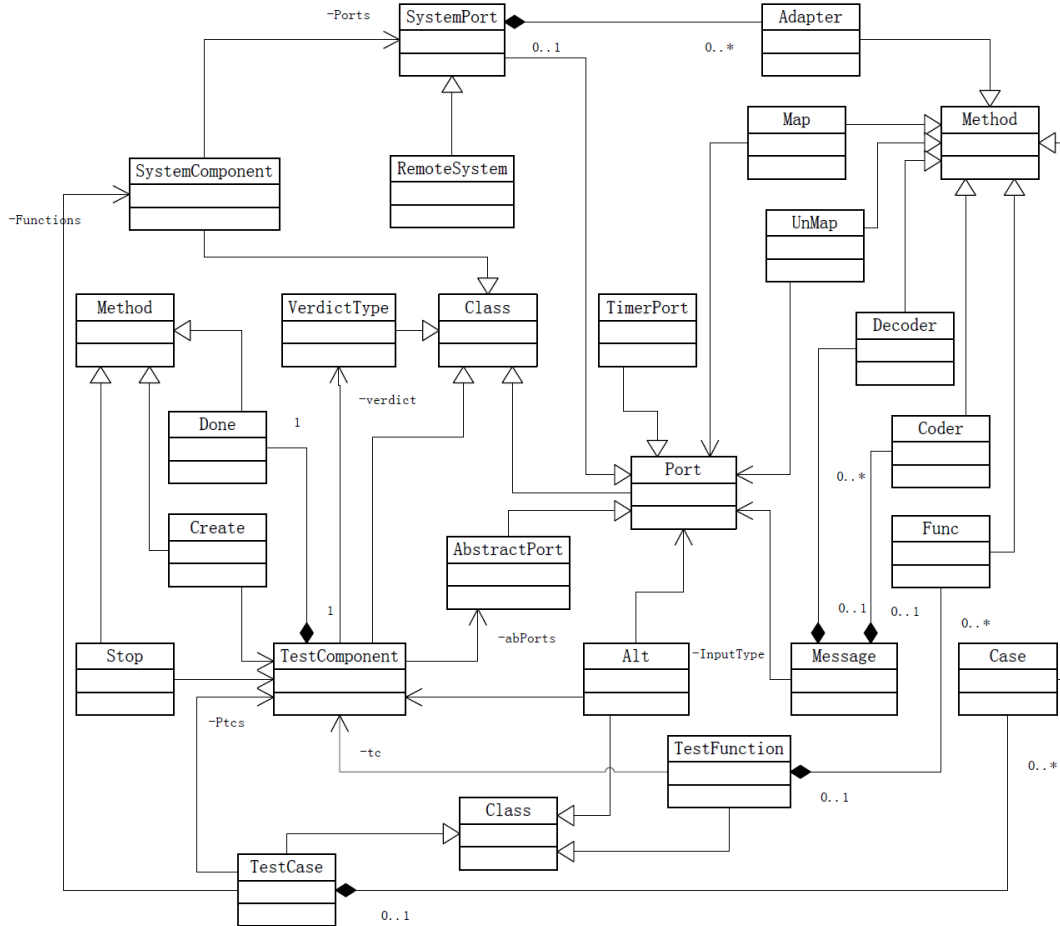 -Ports
SystemPort
Adapter
0..1
0..*
Map
Method
SystemComponent
RemoteSystem
-Functions
UnMap
Method
VerdictType
Class
TimerPort
Decoder
-verdict
Done
1
Coder
Port
0..*
Create
Func
AbstractPort
1
0..1
0..1
0..*
-abPorts
Stop
TestComponent
Alt
-InputType
Message
Case
-Ptcs
-tc
TestFunction
0..*
0..1
Class
TestCase
0..1